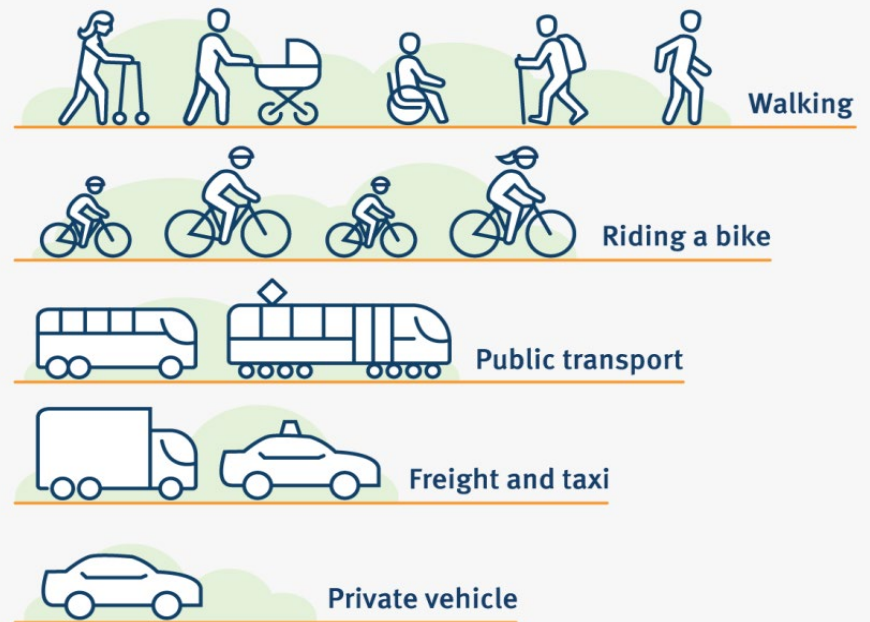 Walking
Riding a bike
Public transport
Freight and taxi
Private vehicle